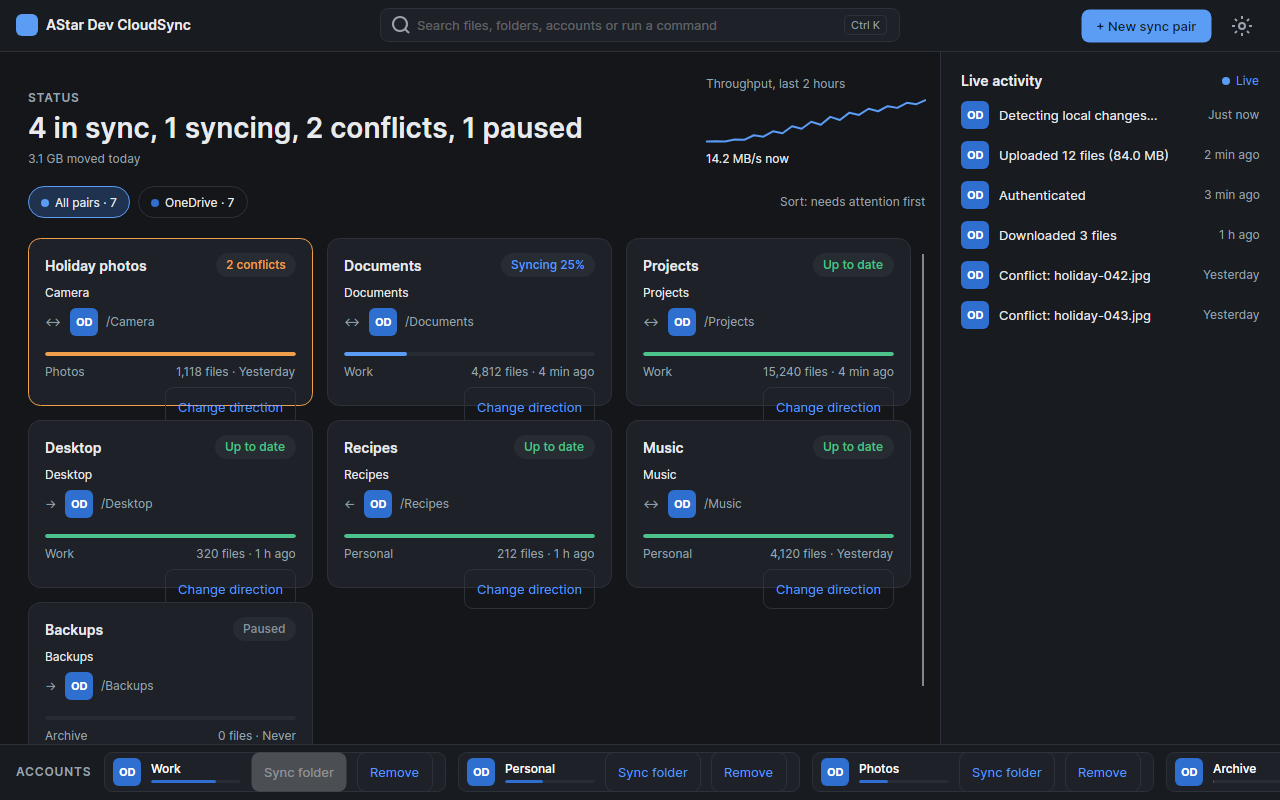 AStar Dev CloudSync
Search files, folders, accounts or run a command
Ctrl K
+ New sync pair
STATUS
4 in sync, 1 syncing, 2 conflicts, 1 paused
3.1 GB moved today
Throughput, last 2 hours
14.2 MB/s now
All pairs · 7
OneDrive · 7
Sort: needs attention first
Holiday photos
2 conflicts
Camera
↔ OD /Camera
Photos
1,118 files · Yesterday
Change direction
Documents
Syncing 25%
Documents
↔ OD /Documents
Work
4,812 files · 4 min ago
Change direction
Projects
Up to date
Projects
↔ OD /Projects
Work
15,240 files · 4 min ago
Change direction
Desktop
Up to date
Desktop
→ OD /Desktop
Work
320 files · 1 h ago
Change direction
Recipes
Up to date
Recipes
← OD /Recipes
Personal
212 files · 1 h ago
Change direction
Music
Up to date
Music
↔ OD /Music
Personal
4,120 files · Yesterday
Change direction
Backups
Paused
Backups
→ OD /Backups
Archive
0 files · Never
Live activity
Live
OD Detecting local changes... Just now
OD Uploaded 12 files (84.0 MB) 2 min ago
OD Authenticated 3 min ago
OD Downloaded 3 files 1 h ago
OD Conflict: holiday-042.jpg Yesterday
OD Conflict: holiday-043.jpg Yesterday
ACCOUNTS
OD Work Sync folder Remove
OD Personal Sync folder Remove
OD Photos Sync folder Remove
OD Archive